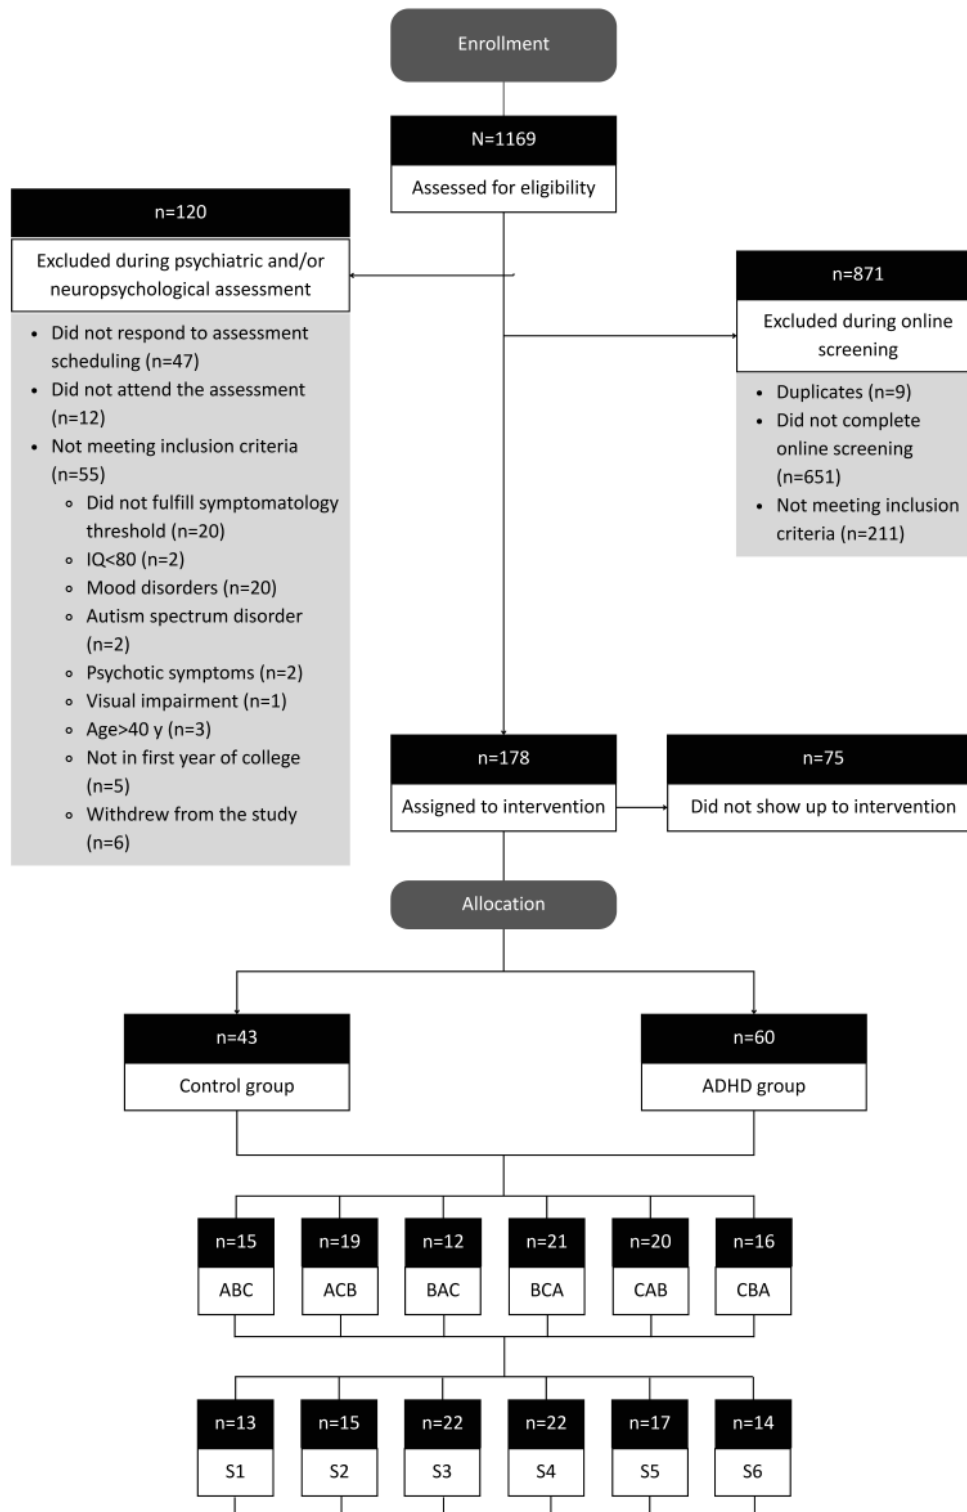 Enrollment
N=1169
Assessed for eligibility
n=120
Excluded during psychiatric and/or
neuropsychological assessment
• Did not respond to assessment
scheduling (n=47)
• Did not attend the assessment
(n=12)
• Not meeting inclusion criteria
(n=55)
◦ Did not fulfill symptomatology
threshold (n=20)
◦ IQ<80 (n=2)
◦ Mood disorders (n=20)
◦ Autism spectrum disorder
(n=2)
◦ Psychotic symptoms (n=2)
◦ Visual impairment (n=1)
◦ Age>40 y (n=3)
◦ Not in first year of college
(n=5)
◦ Withdrew from the study
(n=6)
n=871
Excluded during online
screening
• Duplicates (n=9)
• Did not complete
online screening
(n=651)
• Not meeting inclusion
criteria (n=211)
n=178
Assigned to intervention
n=75
Did not show up to intervention
Allocation
n=43
Control group
n=60
ADHD group
n=15 n=19 n=12 n=21 n=20 n=16
ABC ACB BAC BCA CAB CBA
n=13 n=15 n=22 n=22 n=17 n=14
S1 S2 S3 S4 S5 S6